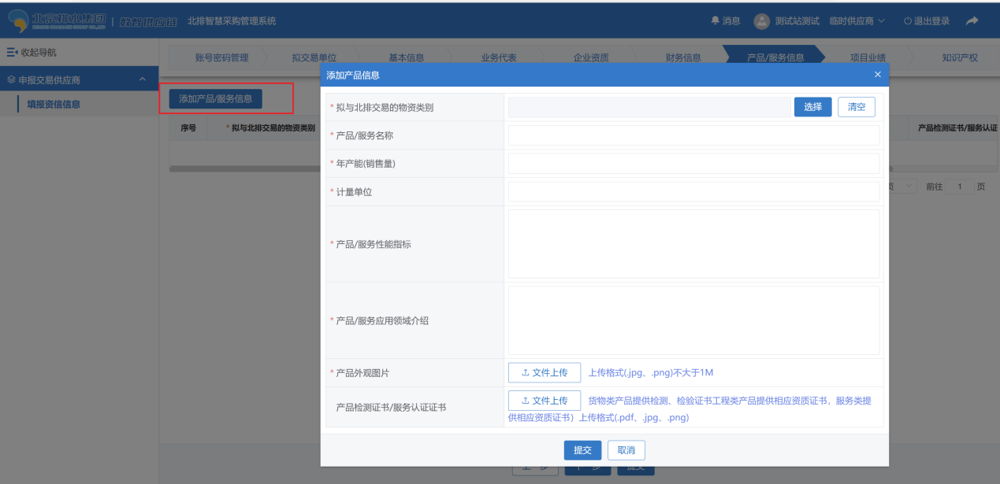 北京排水集团 | 数智供应链 北排智慧采购管理系统 消息 测试站测试 临时供应商 退出登录
收起导航
账号密码管理 拟交易单位 基本信息 业务代表 企业资质 财务信息 产品/服务信息 项目业绩 知识产权
申报交易供应商
填报资信信息
添加产品/服务信息
序号 * 拟与北排交易的物资类别 产品检测证书/服务认证
前往 1 页
添加产品信息 ×
* 拟与北排交易的物资类别 选择 清空
* 产品/服务名称
* 年产能(销售量)
* 计量单位
* 产品/服务性能指标
* 产品/服务应用领域介绍
* 产品外观图片 文件上传 上传格式(.jpg、.png)不大于1M
产品检测证书/服务认证证书 文件上传 货物类产品提供检测、检验证书工程类产品提供相应资质证书，服务类提
供相应资质证书）上传格式(.pdf、.jpg、.png)
提交 取消
上一步 下一步 提交